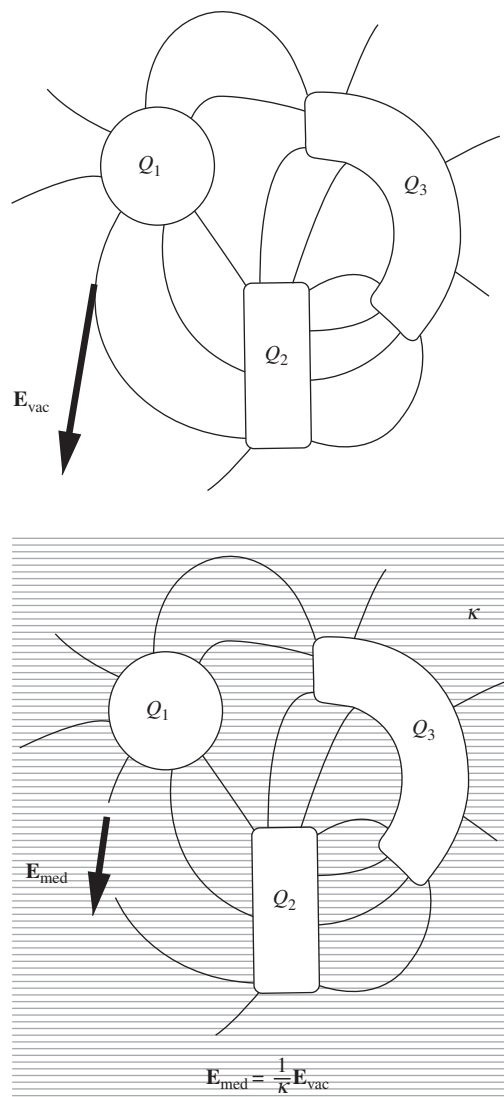 Q₁
Q₃
Q₂
E_vac
κ
Q₁
Q₃
E_med
Q₂
E_med = 1/κ E_vac